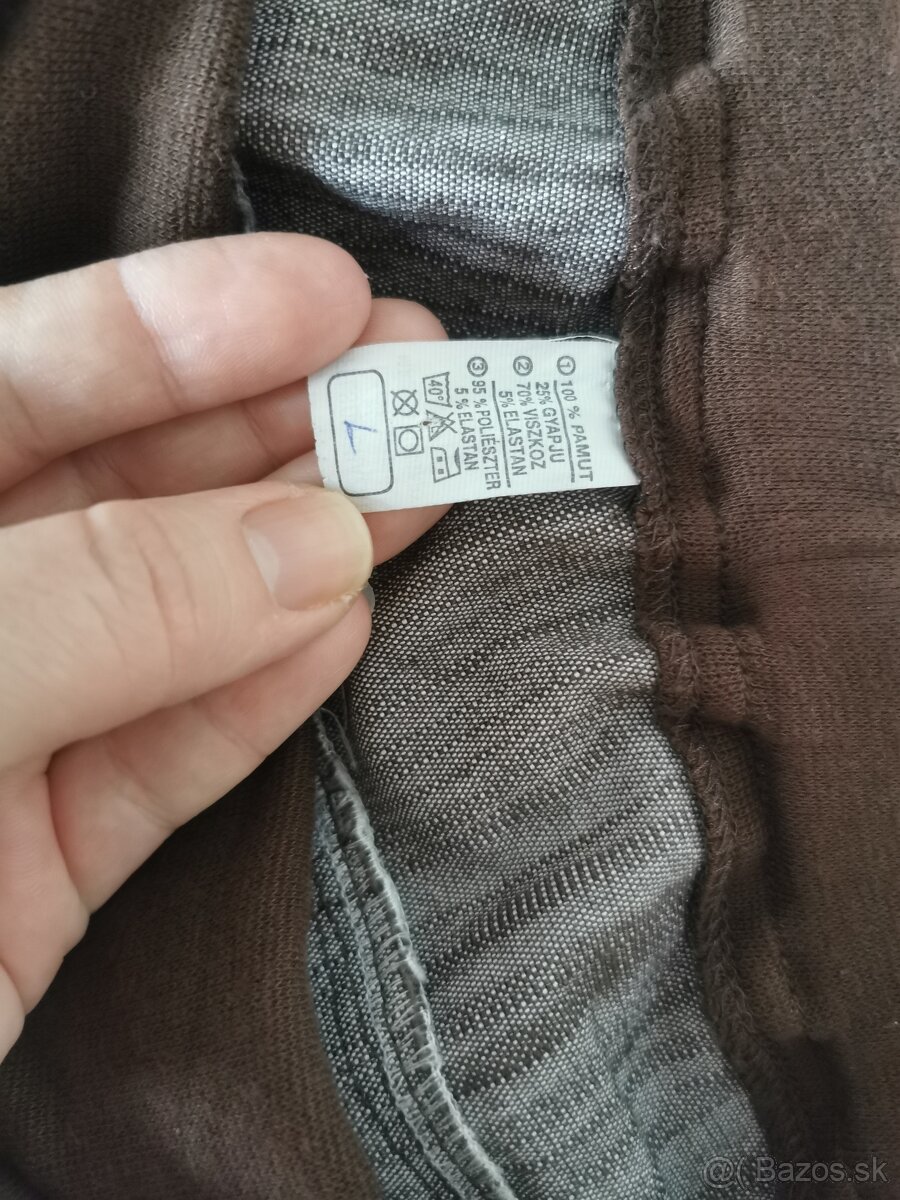 ① 100 % PAMUT
② 25% GYAPJU
70% VISZKOZ
5% ELASTAN
③ 95 % POLIÉSZTER
5 % ELASTAN
40°
L
@( Bazos.sk